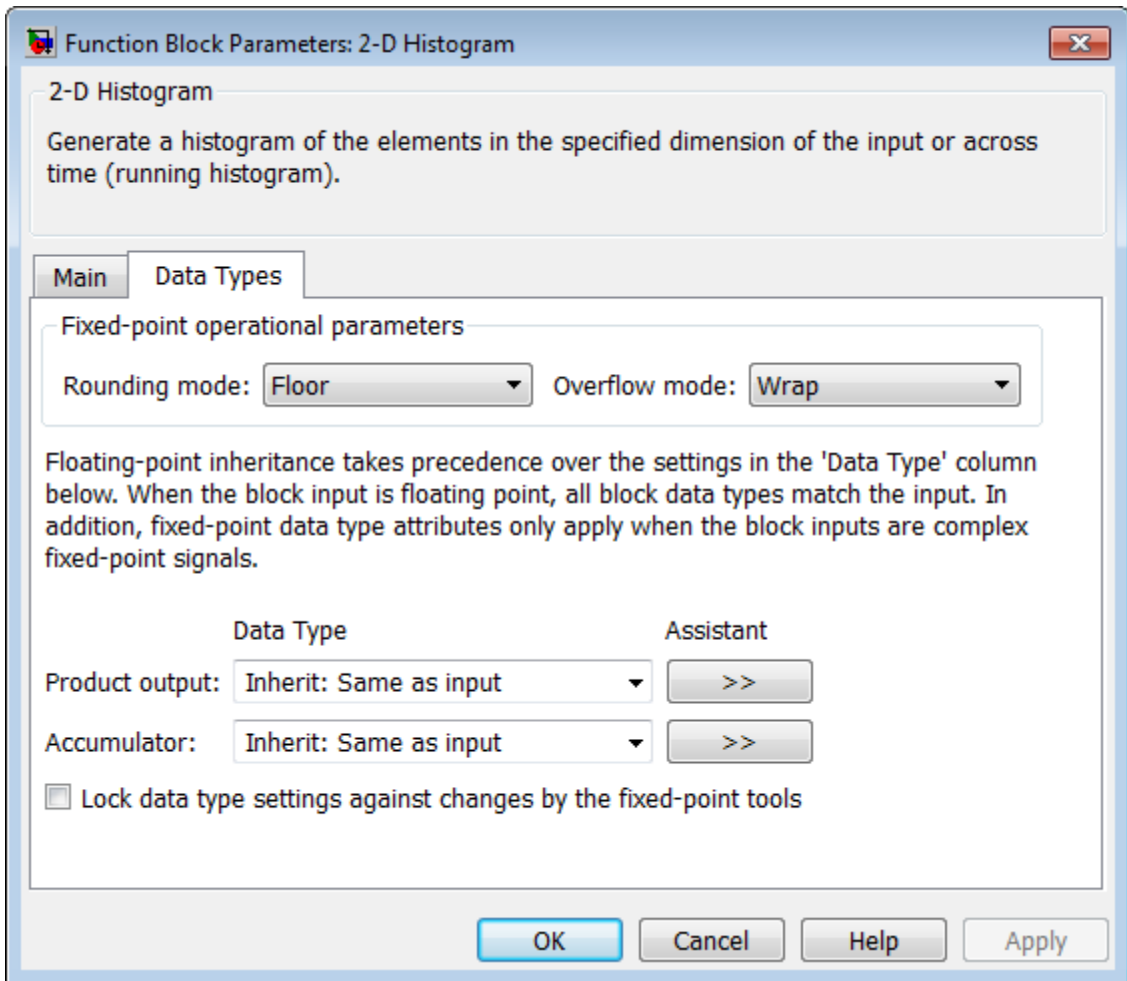 Function Block Parameters: 2-D Histogram
2-D Histogram
Generate a histogram of the elements in the specified dimension of the input or across
time (running histogram).
Main Data Types
Fixed-point operational parameters
Rounding mode: Floor Overflow mode: Wrap
Floating-point inheritance takes precedence over the settings in the 'Data Type' column
below. When the block input is floating point, all block data types match the input. In
addition, fixed-point data type attributes only apply when the block inputs are complex
fixed-point signals.
Data Type Assistant
Product output: Inherit: Same as input >>
Accumulator: Inherit: Same as input >>
Lock data type settings against changes by the fixed-point tools
OK Cancel Help Apply